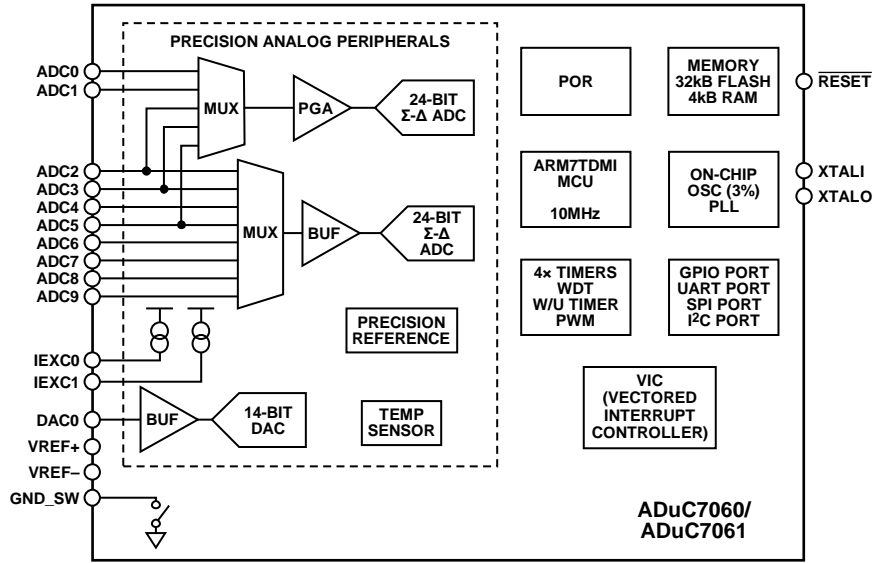 PRECISION ANALOG PERIPHERALS
ADC0
ADC1
MUX
PGA
24-BIT
Σ-Δ ADC
ADC2
ADC3
ADC4
ADC5
ADC6
ADC7
ADC8
ADC9
MUX
BUF
24-BIT
Σ-Δ
ADC
PRECISION
REFERENCE
IEXC0
IEXC1
DAC0
BUF
14-BIT
DAC
TEMP
SENSOR
VREF+
VREF–
GND_SW
POR
MEMORY
32kB FLASH
4kB RAM
RESET
ARM7TDMI
MCU
10MHz
ON-CHIP
OSC (3%)
PLL
XTALI
XTALO
4× TIMERS
WDT
W/U TIMER
PWM
GPIO PORT
UART PORT
SPI PORT
I²C PORT
VIC
(VECTORED
INTERRUPT
CONTROLLER)
ADuC7060/
ADuC7061